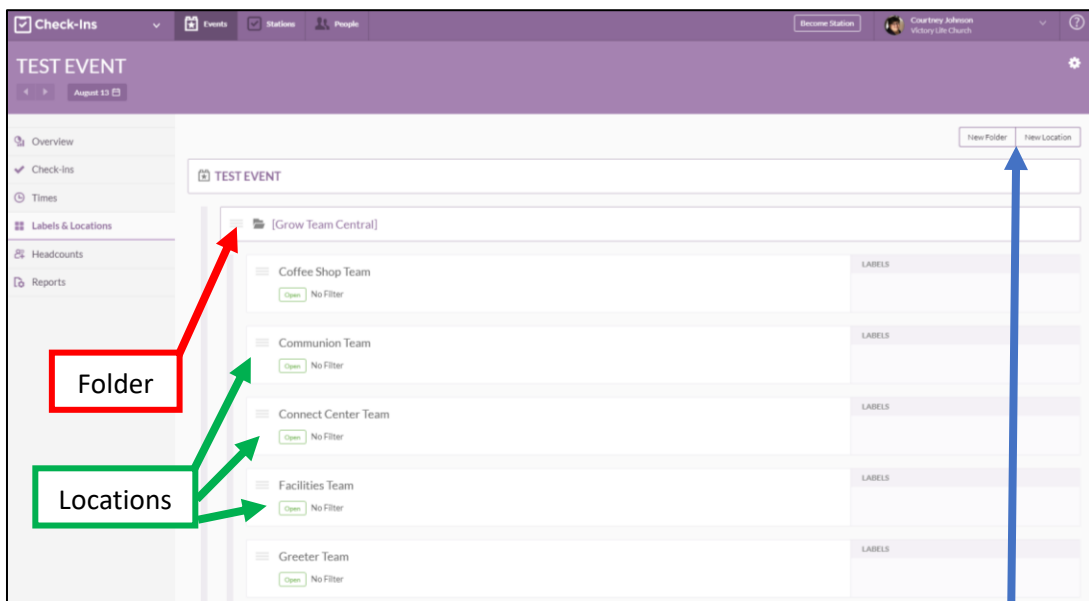 Check-Ins
Events
Stations
People
Become Station
Courtney Johnson
Victory Life Church
TEST EVENT
August 13
Overview
Check-Ins
Times
Labels & Locations
Headcounts
Reports
New Folder
New Location
TEST EVENT
[Grow Team Central]
Coffee Shop Team
Open No Filter
LABELS
Communion Team
Open No Filter
LABELS
Connect Center Team
Open No Filter
LABELS
Facilities Team
Open No Filter
LABELS
Greeter Team
Open No Filter
LABELS
Folder
Locations